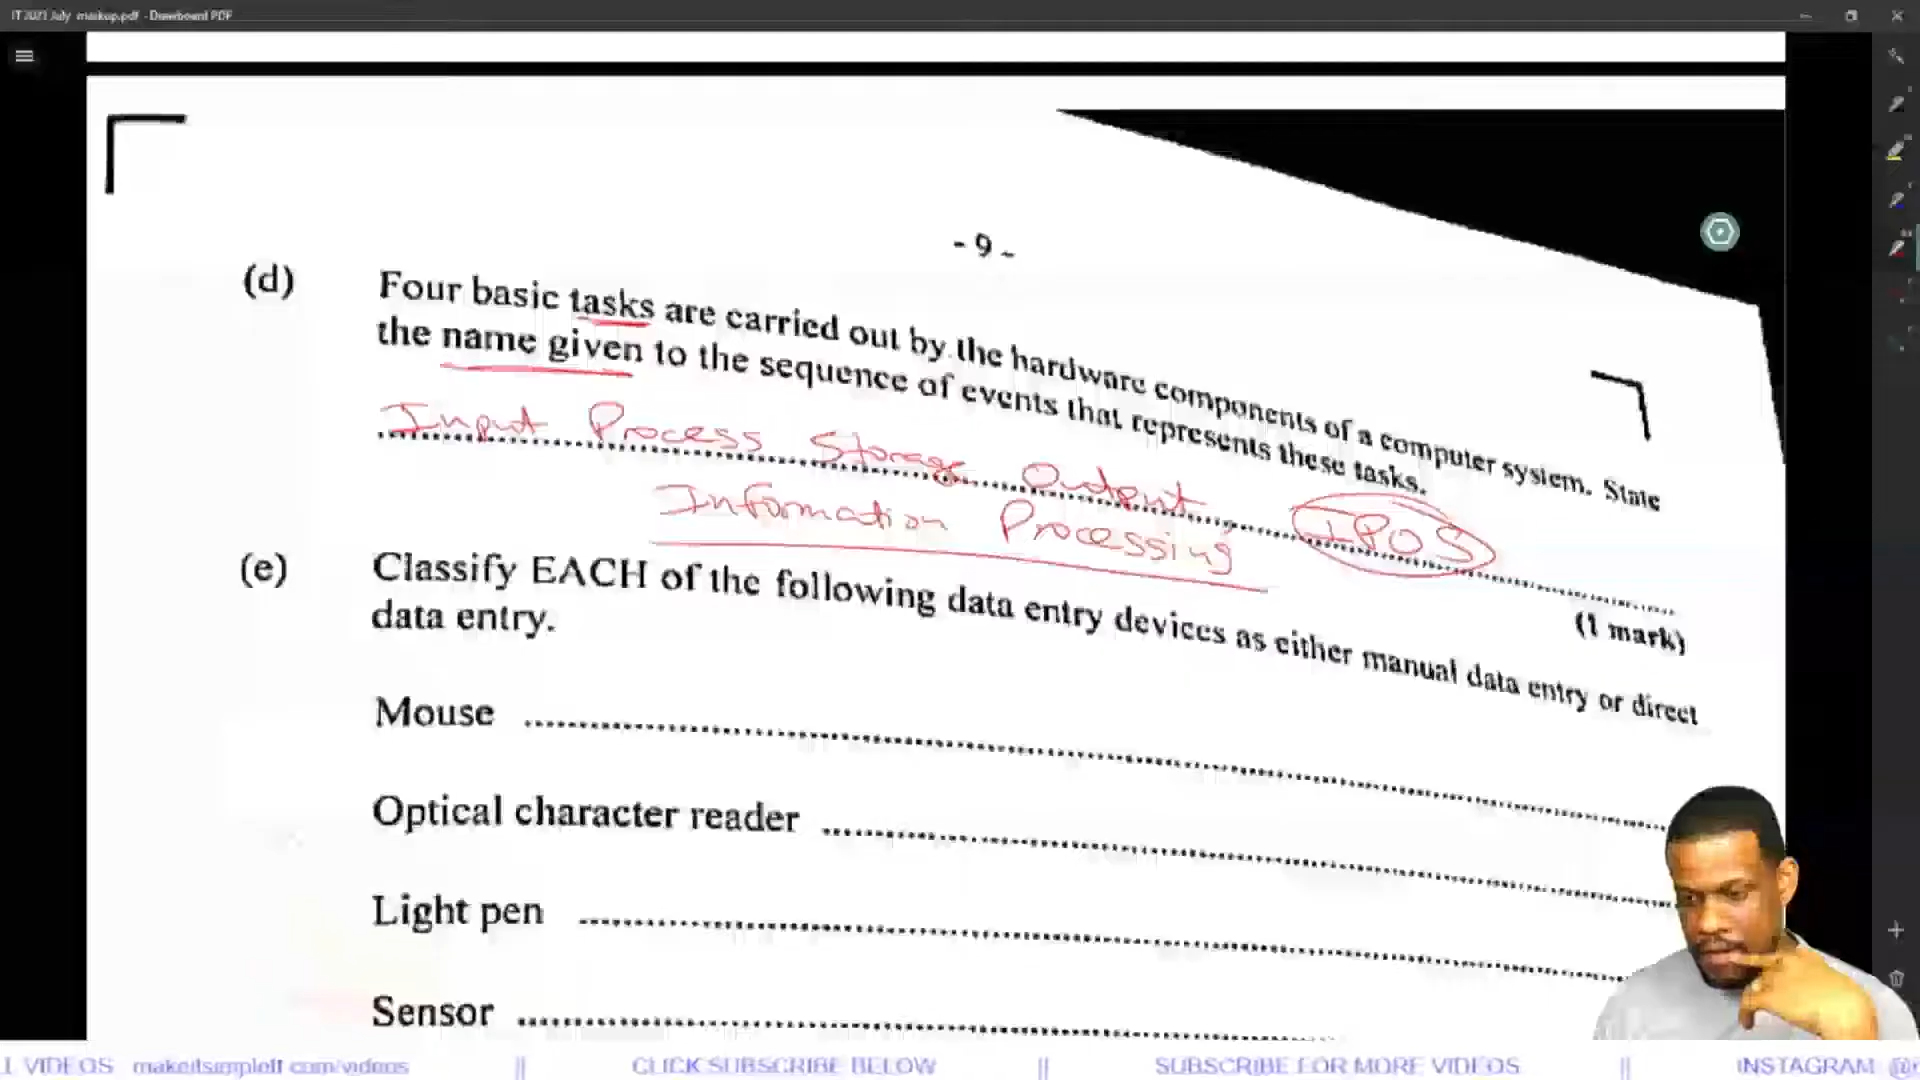 IT 2021 July markup.pdf - Drawboard PDF
- 9 -
(d) Four basic tasks are carried out by the hardware components of a computer system. State
the name given to the sequence of events that represents these tasks.
Input Process Storage Output
Information Processing IPOS
(1 mark)
(e) Classify EACH of the following data entry devices as either manual data entry or direct
data entry.
Mouse
Optical character reader
Light pen
Sensor
VIDEOS makeitsimplett.com/videos || CLICK SUBSCRIBE BELOW || SUBSCRIBE FOR MORE VIDEOS || INSTAGRAM